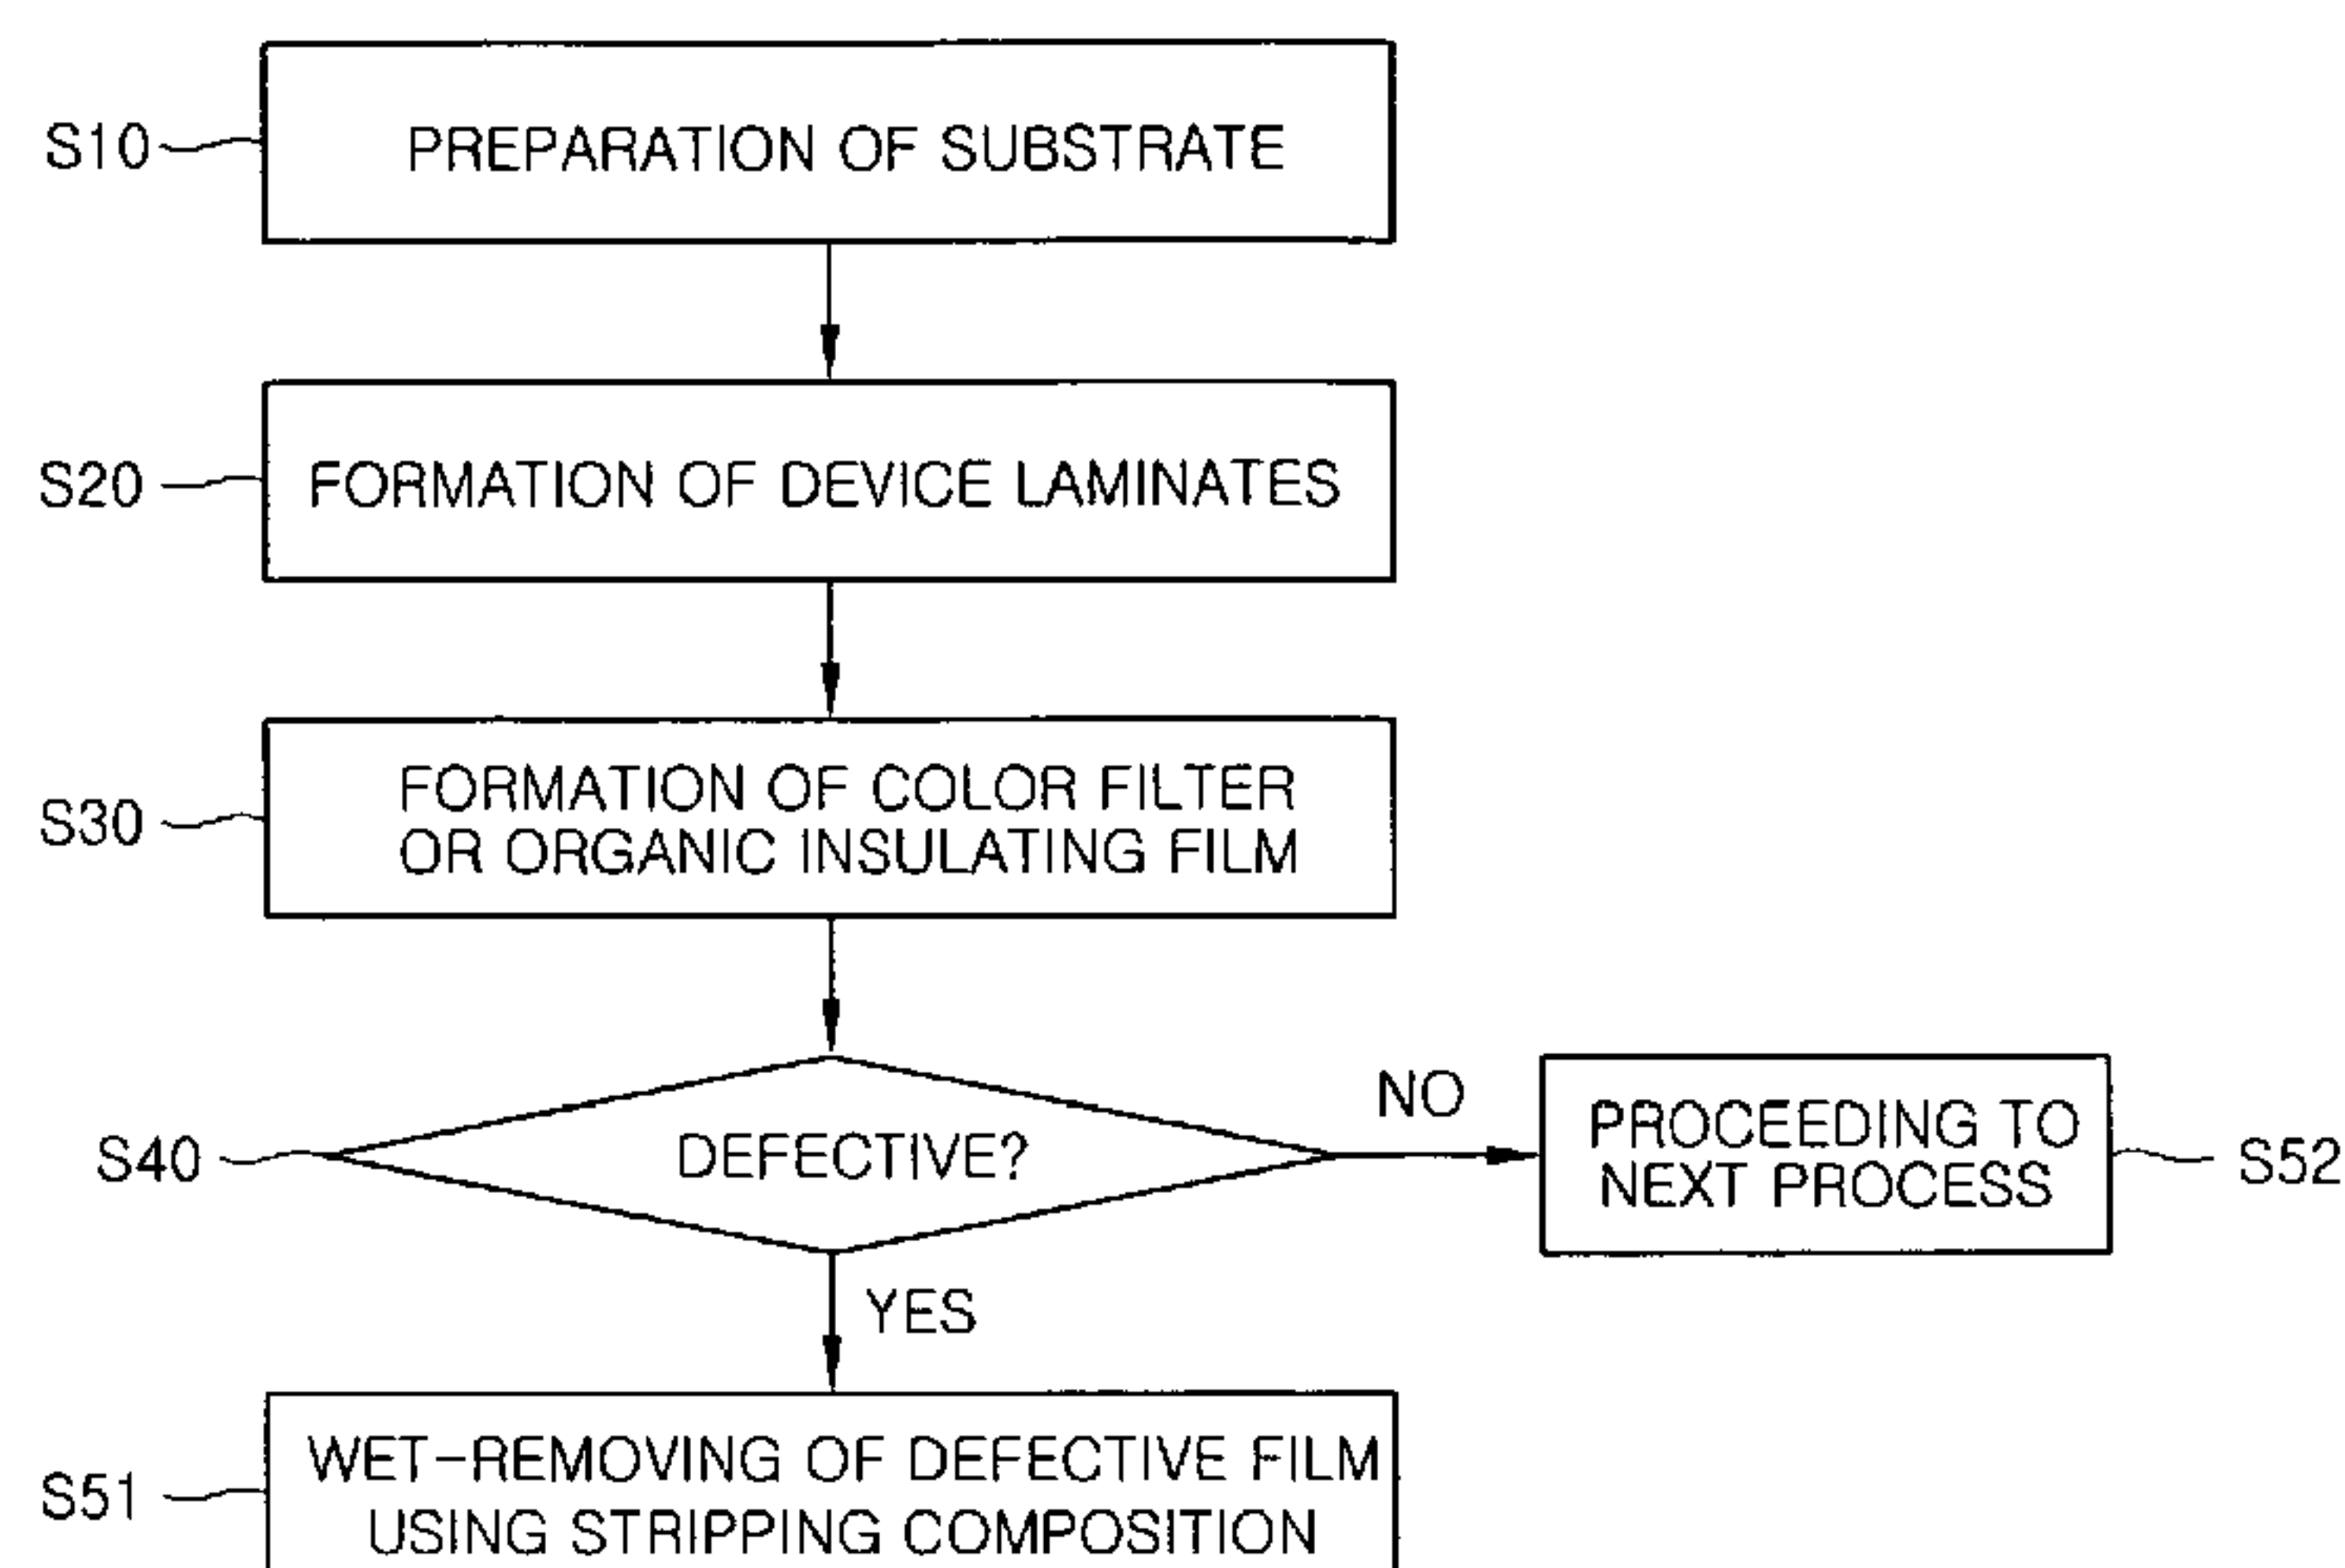 S10
PREPARATION OF SUBSTRATE
S20
FORMATION OF DEVICE LAMINATES
S30
FORMATION OF COLOR FILTER
OR ORGANIC INSULATING FILM
S40
DEFECTIVE?
NO
PROCEEDING TO
NEXT PROCESS
S52
YES
S51
WET-REMOVING OF DEFECTIVE FILM
USING STRIPPING COMPOSITION